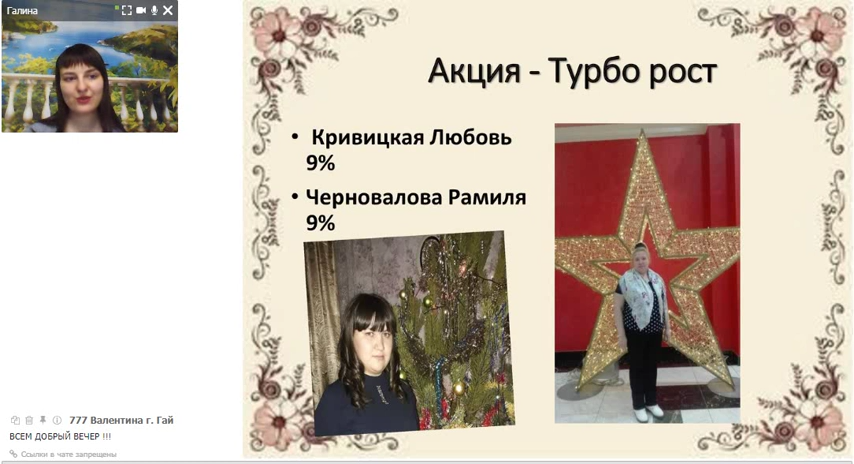 Галина
Акция - Турбо рост
• Кривицкая Любовь
9%
• Черновалова Рамиля
9%
777 Валентина г. Гай
ВСЕМ ДОБРЫЙ ВЕЧЕР !!!
Ссылки в чате запрещены